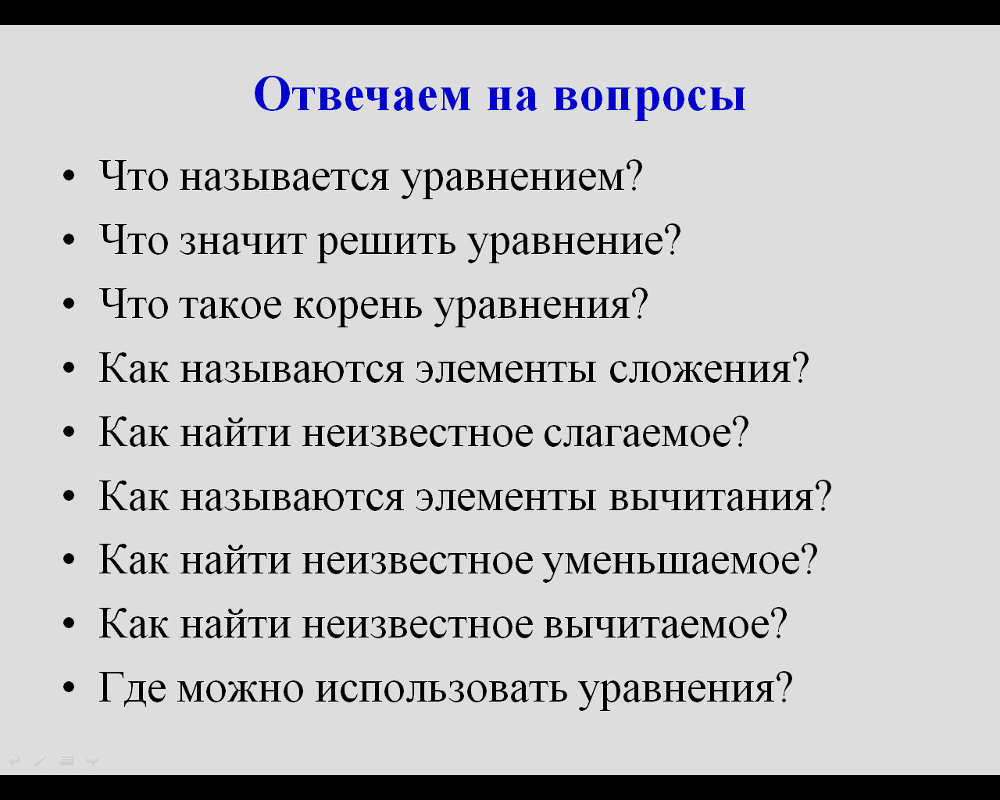 Отвечаем на вопросы
• Что называется уравнением?
• Что значит решить уравнение?
• Что такое корень уравнения?
• Как называются элементы сложения?
• Как найти неизвестное слагаемое?
• Как называются элементы вычитания?
• Как найти неизвестное уменьшаемое?
• Как найти неизвестное вычитаемое?
• Где можно использовать уравнения?